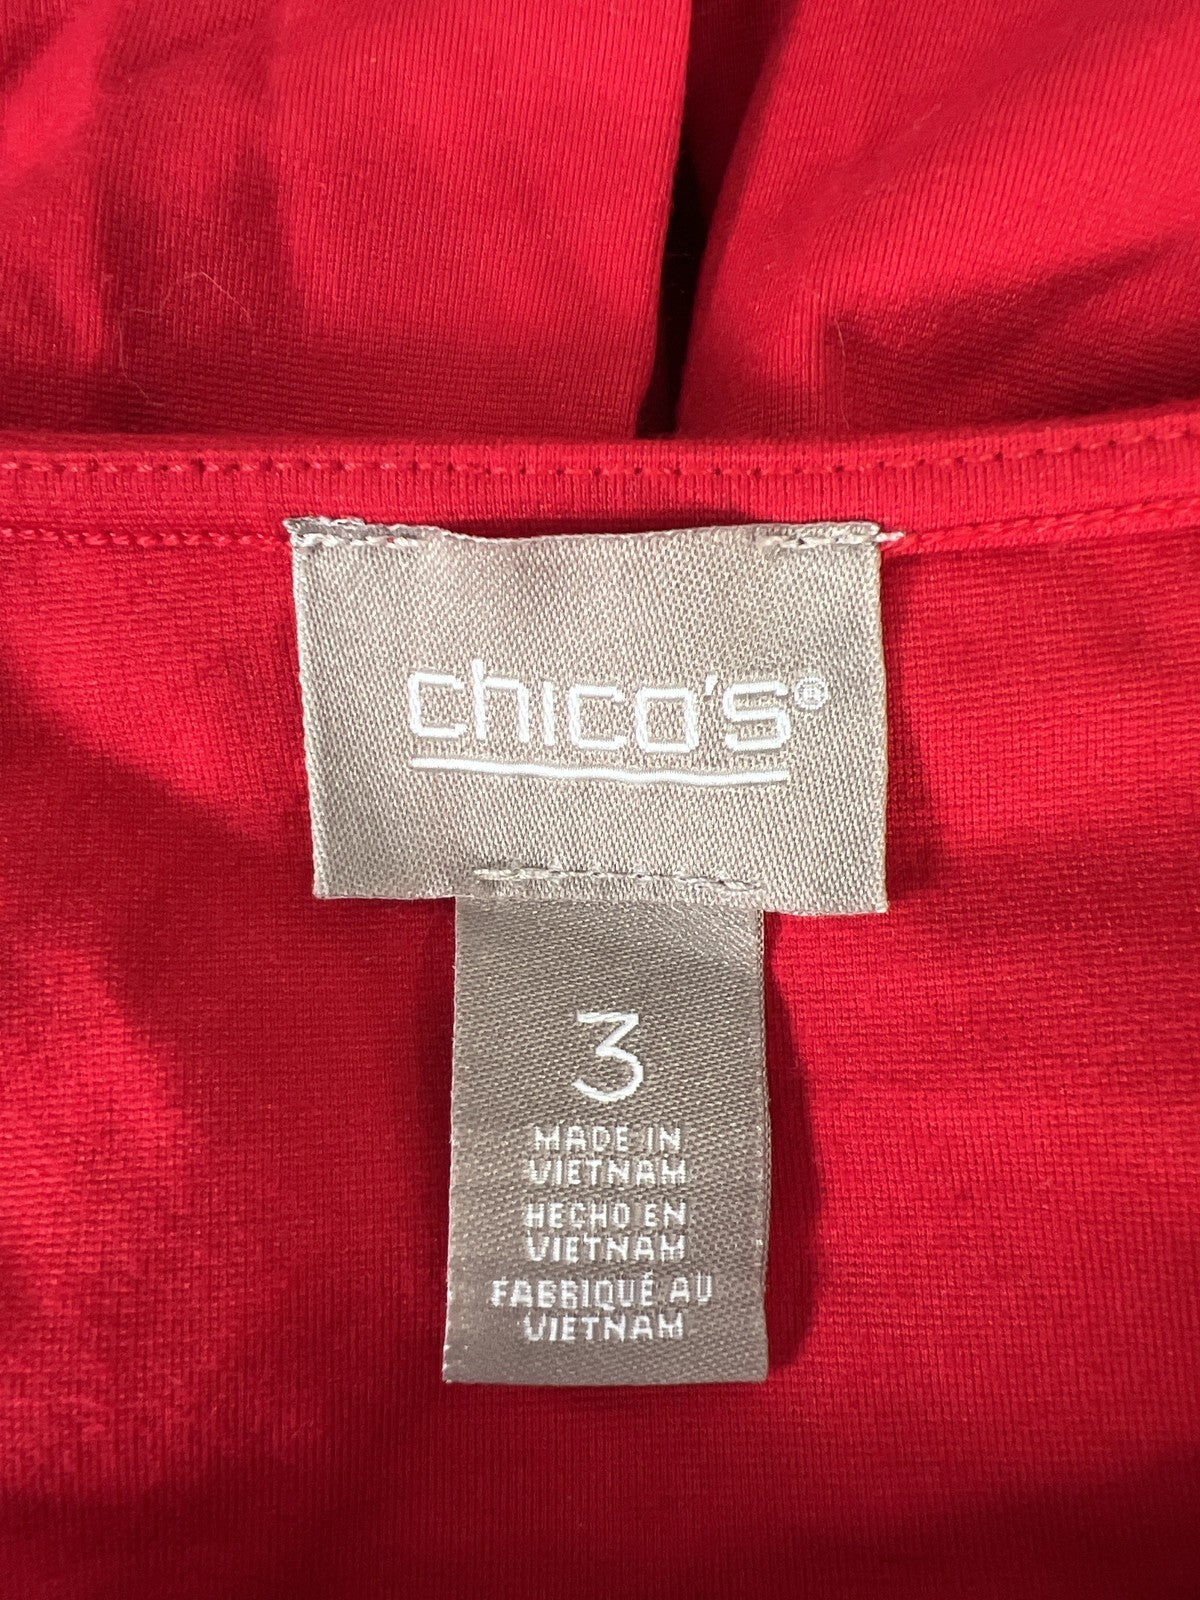 chico's®
3
MADE IN
VIETNAM
HECHO EN
VIETNAM
FABRIQUÉ AU
VIETNAM